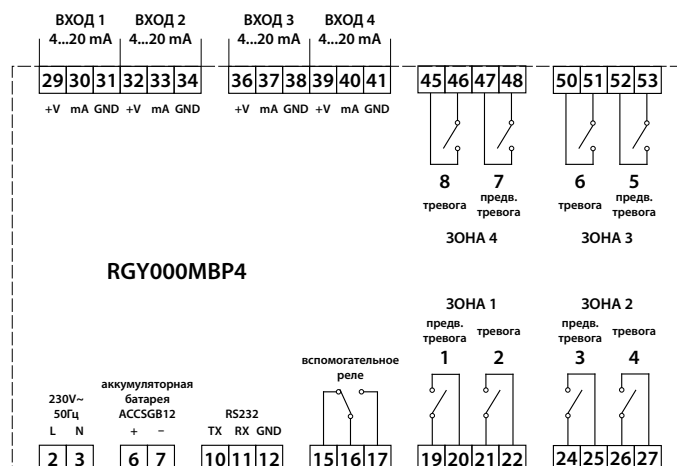 ВХОД 1 ВХОД 2 ВХОД 3 ВХОД 4
4...20 mA 4...20 mA 4...20 mA 4...20 mA
29 30 31 32 33 34 36 37 38 39 40 41 45 46 47 48 50 51 52 53
+V mA GND +V mA GND +V mA GND +V mA GND
8 7 6 5
тревога предв. тревога тревога предв. тревога
ЗОНА 4 ЗОНА 3
RGY000MBP4
ЗОНА 1 ЗОНА 2
предв. тревога тревога предв. тревога тревога
1 2 3 4
вспомогательное
реле
230V~
50Гц
L N
аккумуляторная
батарея
ACCSGB12
+ –
RS232
TX RX GND
2 3 6 7 10 11 12 15 16 17 19 20 21 22 24 25 26 27